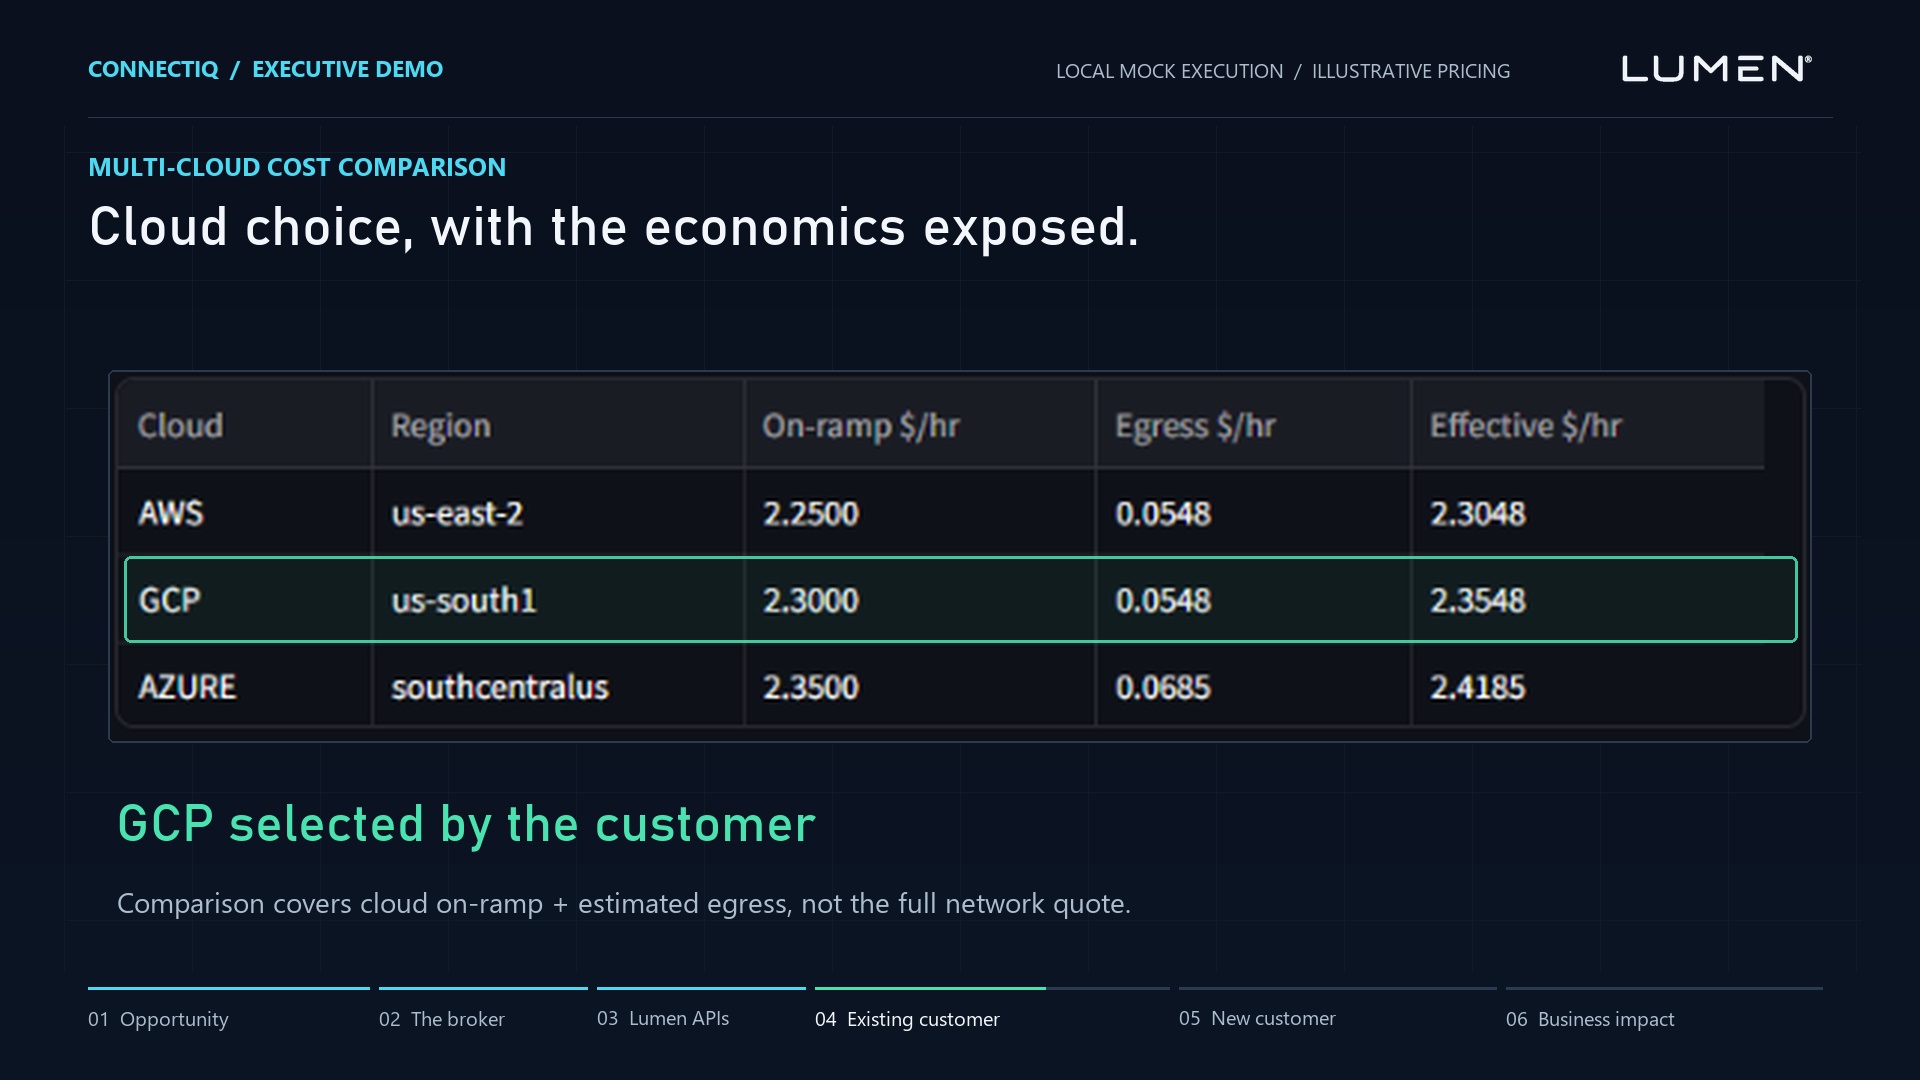 CONNECTIQ / EXECUTIVE DEMO
LOCAL MOCK EXECUTION / ILLUSTRATIVE PRICING
LUMEN®
MULTI-CLOUD COST COMPARISON
Cloud choice, with the economics exposed.
Cloud Region On-ramp $/hr Egress $/hr Effective $/hr
AWS us-east-2 2.2500 0.0548 2.3048
GCP us-south1 2.3000 0.0548 2.3548
AZURE southcentralus 2.3500 0.0685 2.4185
GCP selected by the customer
Comparison covers cloud on-ramp + estimated egress, not the full network quote.
01 Opportunity
02 The broker
03 Lumen APIs
04 Existing customer
05 New customer
06 Business impact